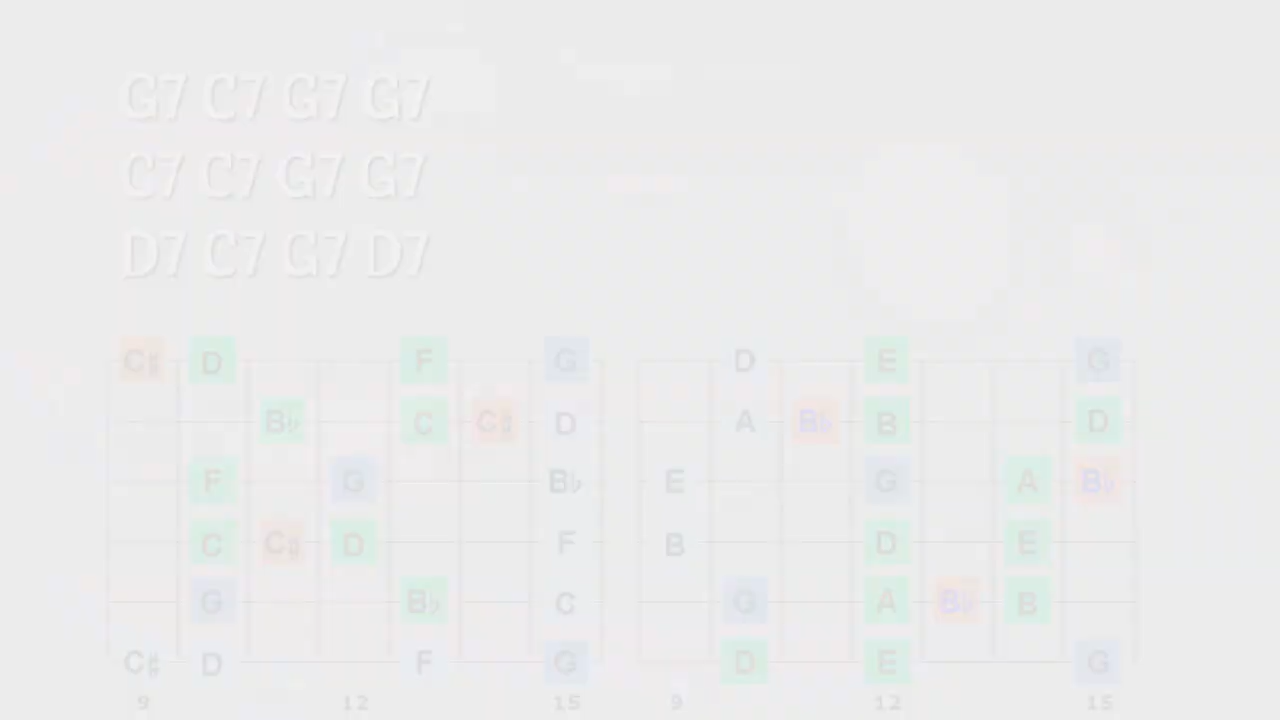 G7 C7 G7 G7
C7 C7 G7 G7
D7 C7 G7 D7
C♯ D F G D E G
B♭ C C♯ D A B♭ B D
F G B♭ E G A B♭
C C♯ D F B D E
G B♭ C G A B♭ B
C♯ D F G D E G
9 12 15 9 12 15